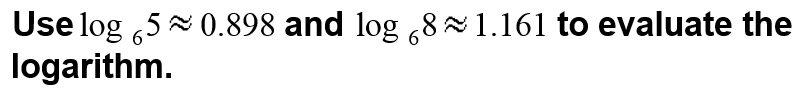 Use log ₆5 ≈ 0.898 and log ₆8 ≈ 1.161 to evaluate the
logarithm.